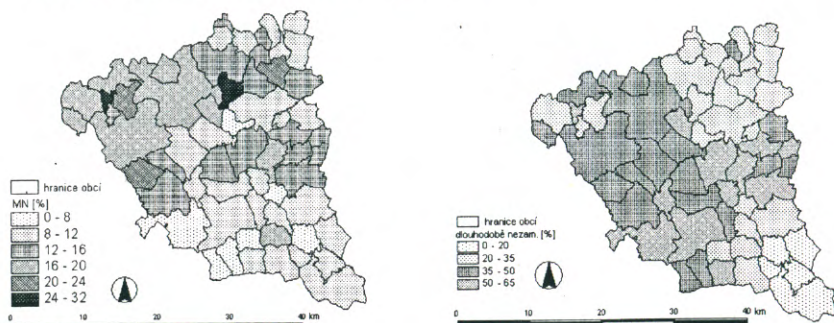 hranice obcí
MN [%]
0 - 8
8 - 12
12 - 16
16 - 20
20 - 24
24 - 32
0 10 20 30 40 km
hranice obcí
dlouhodobě nezam. [%]
0 - 20
20 - 35
35 - 50
50 - 65
0 10 20 30 40 km